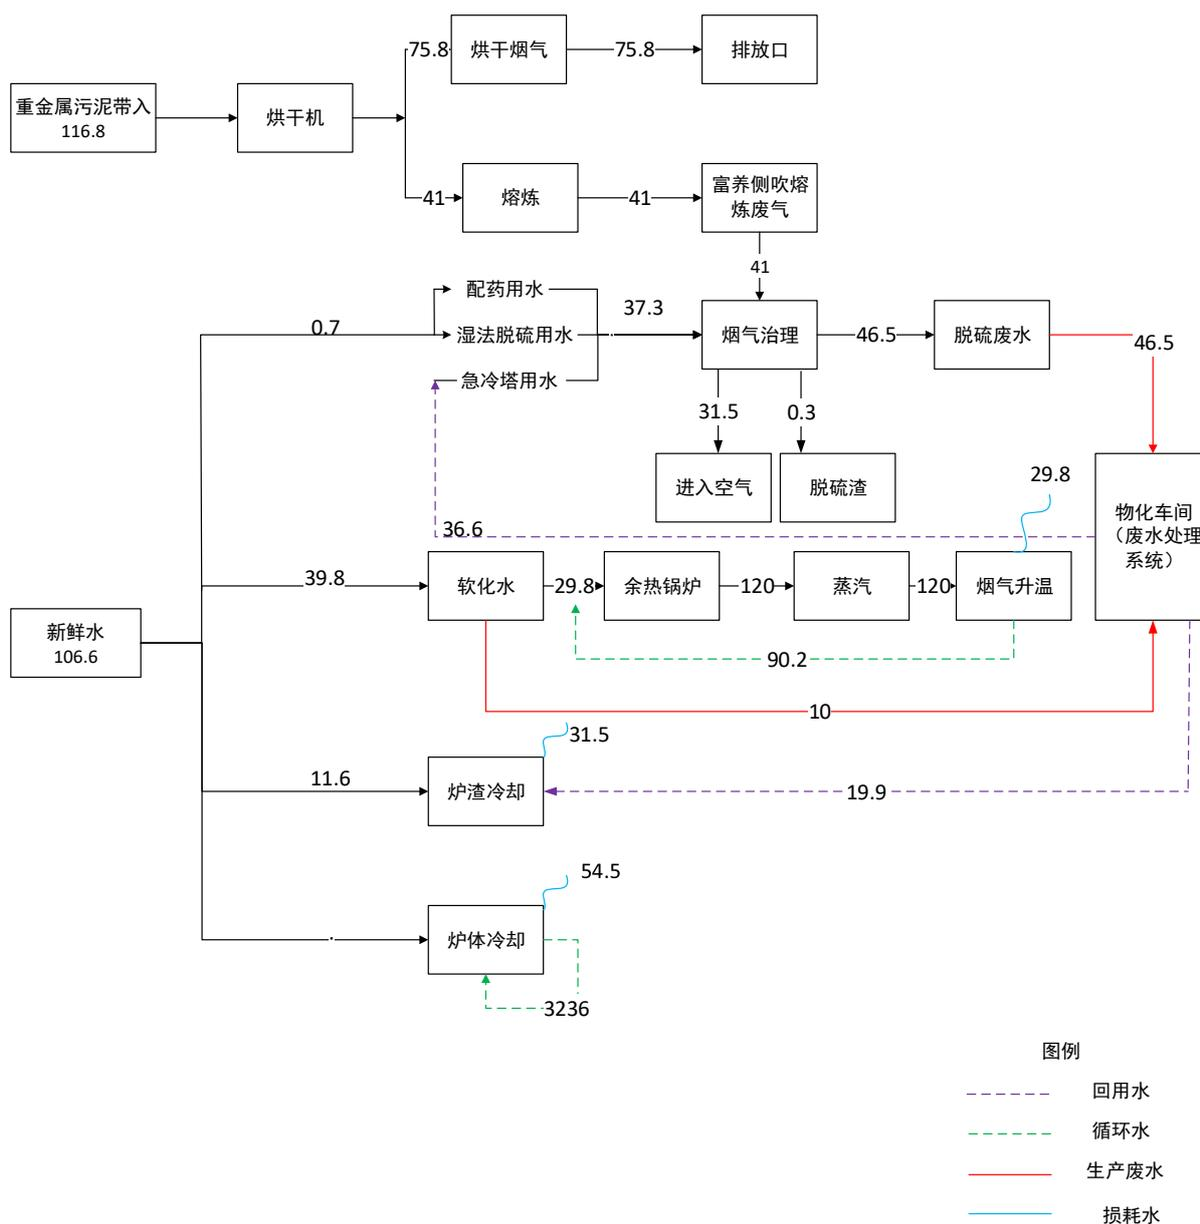 75.8
烘干烟气
75.8
排放口
重金属污泥带入
116.8
烘干机
41
熔炼
41
富养侧吹熔
炼废气
41
配药用水
37.3
0.7
湿法脱硫用水
烟气治理
46.5
脱硫废水
46.5
急冷塔用水
31.5
0.3
进入空气
脱硫渣
29.8
物化车间
（废水处理
系统）
36.6
39.8
软化水
29.8
余热锅炉
120
蒸汽
120
烟气升温
新鲜水
106.6
90.2
10
31.5
11.6
炉渣冷却
19.9
54.5
炉体冷却
3236
图例
回用水
循环水
生产废水
损耗水